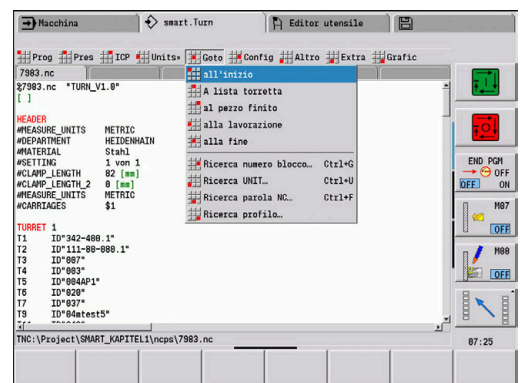 Macchina smart.Turn Editor utensile
Prog Pres ICP Units» Goto Config Altro Extra Grafic
7983.nc
%7983.nc "TURN_V1.0"
[ ]
HEADER
#MEASURE_UNITS METRIC
#DEPARTMENT HEIDENHAIN
#MATERIAL Stahl
#SETTING 1 von 1
#CLAMP_LENGTH 82 [mm]
#CLAMP_LENGTH_2 0 [mm]
#MEASURE_UNITS METRIC
#CARRIAGES $1
TURRET 1
T1 ID"342-400.1"
T2 ID"111-80-080.1"
T3 ID"007"
T4 ID"003"
T5 ID"004AP1"
T6 ID"020"
T7 ID"037"
T9 ID"04mtest5"
all'inizio
A lista torretta
al pezzo finito
alla lavorazione
alla fine
Ricerca numero blocco… Ctrl+G
Ricerca UNIT… Ctrl+U
Ricerca parola NC… Ctrl+F
Ricerca profilo…
END PGM
OFF
OFF ON
M07
OFF
M08
OFF
TNC:\Project\SMART_KAPITEL1\ncps\7983.nc
07:25